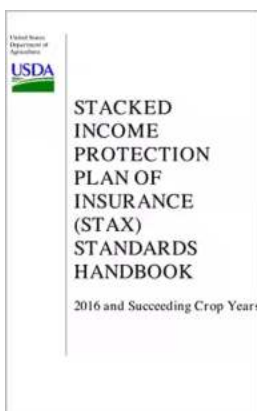 United States
Department of
Agriculture
USDA
STACKED
INCOME
PROTECTION
PLAN OF
INSURANCE
(STAX)
STANDARDS
HANDBOOK
2016 and Succeeding Crop Years